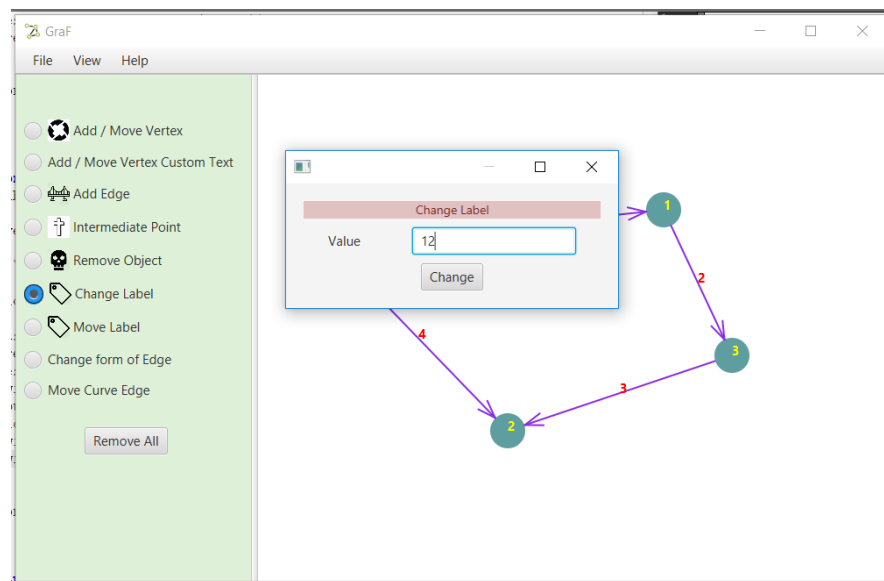 GraF
File View Help
Add / Move Vertex
Add / Move Vertex Custom Text
Add Edge
Intermediate Point
Remove Object
Change Label
Move Label
Change form of Edge
Move Curve Edge
Remove All
Change Label
Value 12
Change
1
2
3
4
3
2